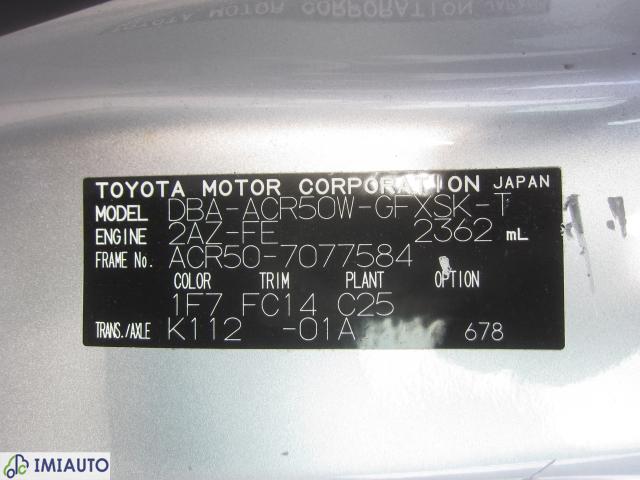 TOYOTA MOTOR CORPORATION JAPAN
MODEL DBA-ACR50W-GFXSK-T
ENGINE 2AZ-FE 2362 mL
FRAME No. ACR50-7077584
COLOR TRIM PLANT OPTION
1F7 FC14 C25
TRANS./AXLE K112 -01A 678
IMIAUTO